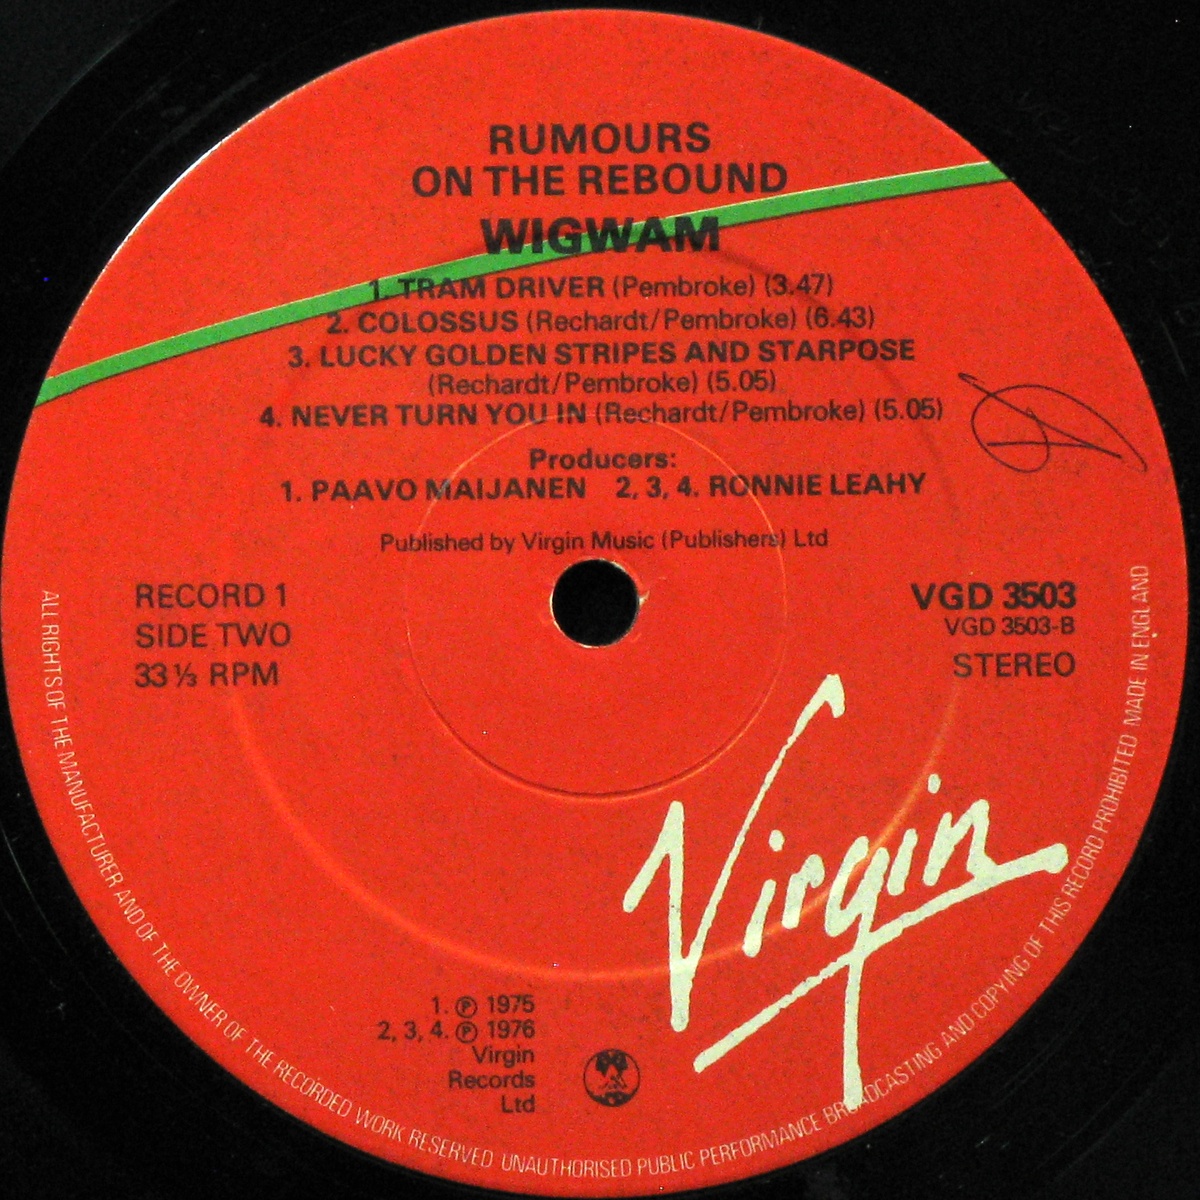 RUMOURS
ON THE REBOUND
WIGWAM
1. TRAM DRIVER (Pembroke) (3.47)
2. COLOSSUS (Rechardt/Pembroke) (6.43)
3. LUCKY GOLDEN STRIPES AND STARPOSE
(Rechardt/Pembroke) (5.05)
4. NEVER TURN YOU IN (Rechardt/Pembroke) (5.05)
Producers:
1. PAAVO MAIJANEN 2, 3, 4. RONNIE LEAHY
Published by Virgin Music (Publishers) Ltd
RECORD 1
SIDE TWO
33⅓ RPM
VGD 3503
VGD 3503-B
STEREO
Virgin
1. ℗ 1975
2, 3, 4. ℗ 1976
Virgin
Records
Ltd
ALL RIGHTS OF THE MANUFACTURER AND OF THE OWNER OF THE RECORDED WORK RESERVED UNAUTHORISED PUBLIC PERFORMANCE BROADCASTING AND COPYING OF THIS RECORD PROHIBITED MADE IN ENGLAND